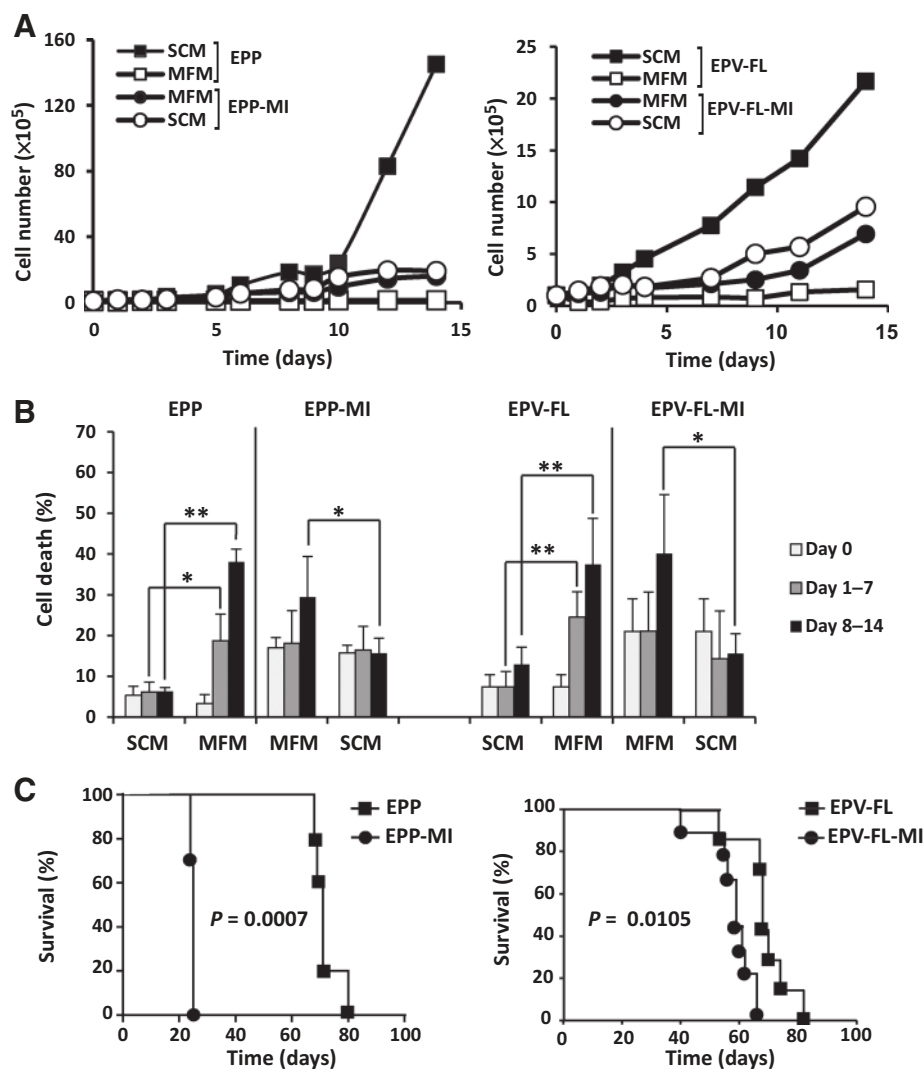 A
160
120
80
40
0
Cell number (×10⁵)
SCM
MFM
EPP
MFM
SCM
EPP-MI
0 5 10 15
Time (days)
25
20
15
10
5
0
Cell number (×10⁵)
SCM
MFM
EPV-FL
MFM
SCM
EPV-FL-MI
0 5 10 15
Time (days)
B
EPP EPP-MI EPV-FL EPV-FL-MI
70
60
50
40
30
20
10
0
Cell death (%)
** * * ** ** *
SCM MFM MFM SCM SCM MFM MFM SCM
Day 0
Day 1–7
Day 8–14
C
100
80
60
40
20
0
Survival (%)
EPP
EPP-MI
P = 0.0007
0 20 40 60 80 100
Time (days)
100
80
60
40
20
0
Survival (%)
EPV-FL
EPV-FL-MI
P = 0.0105
0 20 40 60 80 100
Time (days)